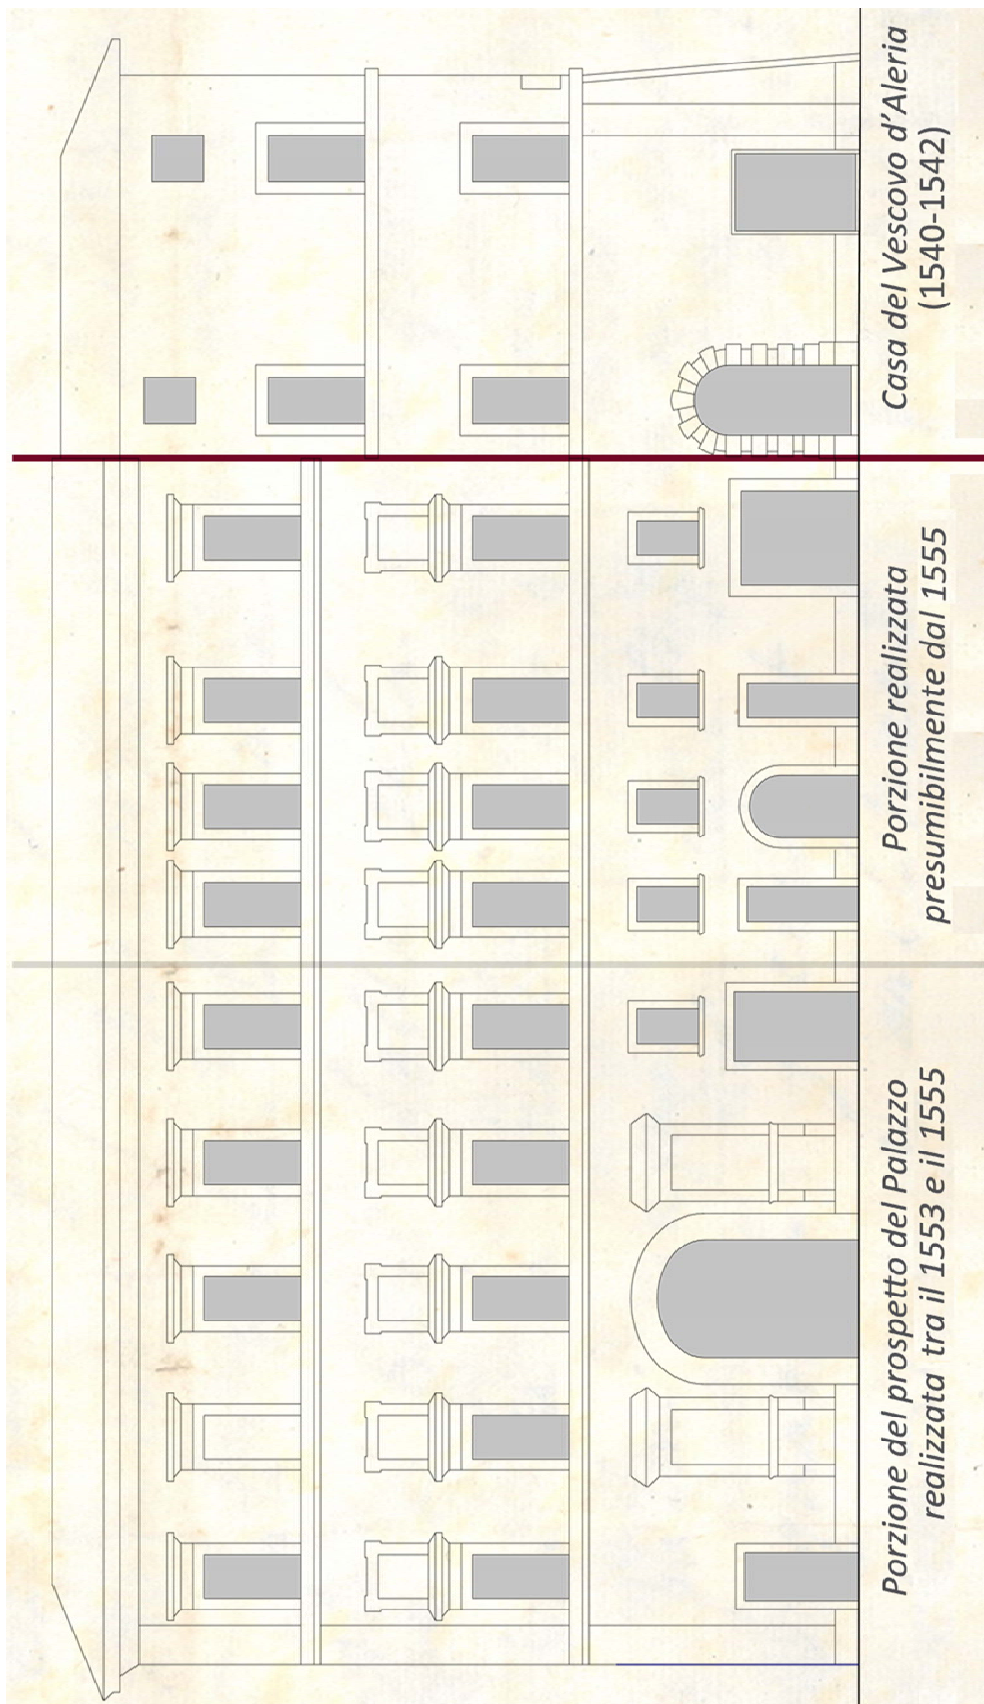 Porzione del prospetto del Palazzo
realizzata tra il 1553 e il 1555
Porzione realizzata
presumibilmente dal 1555
Casa del Vescovo d'Aleria
(1540-1542)